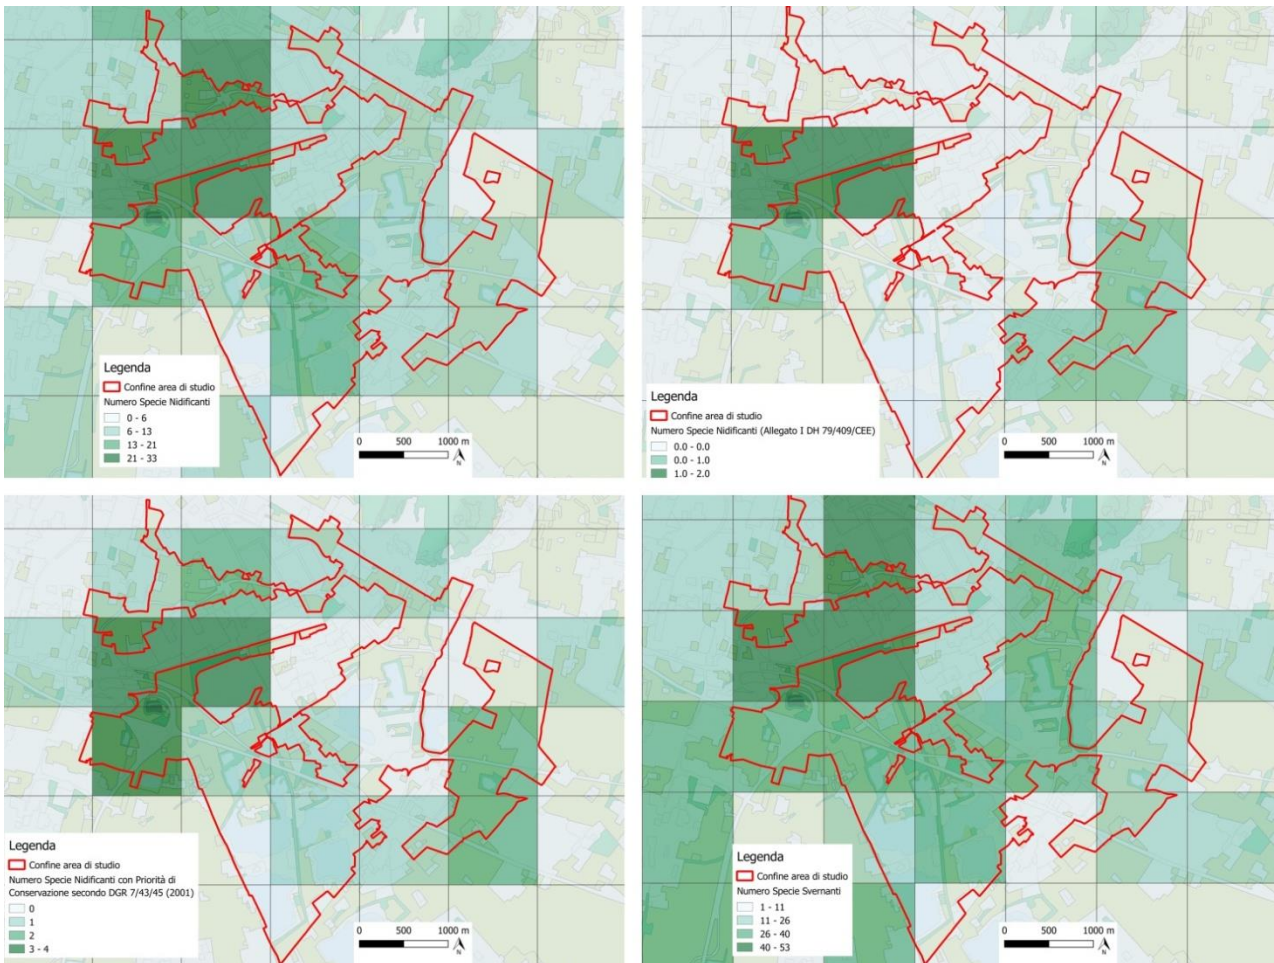 Legenda
Confine area di studio
Numero Specie Nidificanti
0 - 6
6 - 13
13 - 21
21 - 33
0 500 1000 m
N
Legenda
Confine area di studio
Numero Specie Nidificanti (Allegato I DH 79/409/CEE)
0.0 - 0.0
0.0 - 1.0
1.0 - 2.0
0 500 1000 m
N
Legenda
Confine area di studio
Numero Specie Nidificanti con Priorità di
Conservazione secondo DGR 7/43/45 (2001)
0
1
2
3 - 4
0 500 1000 m
N
Legenda
Confine area di studio
Numero Specie Svernanti
1 - 11
11 - 26
26 - 40
40 - 53
0 500 1000 m
N